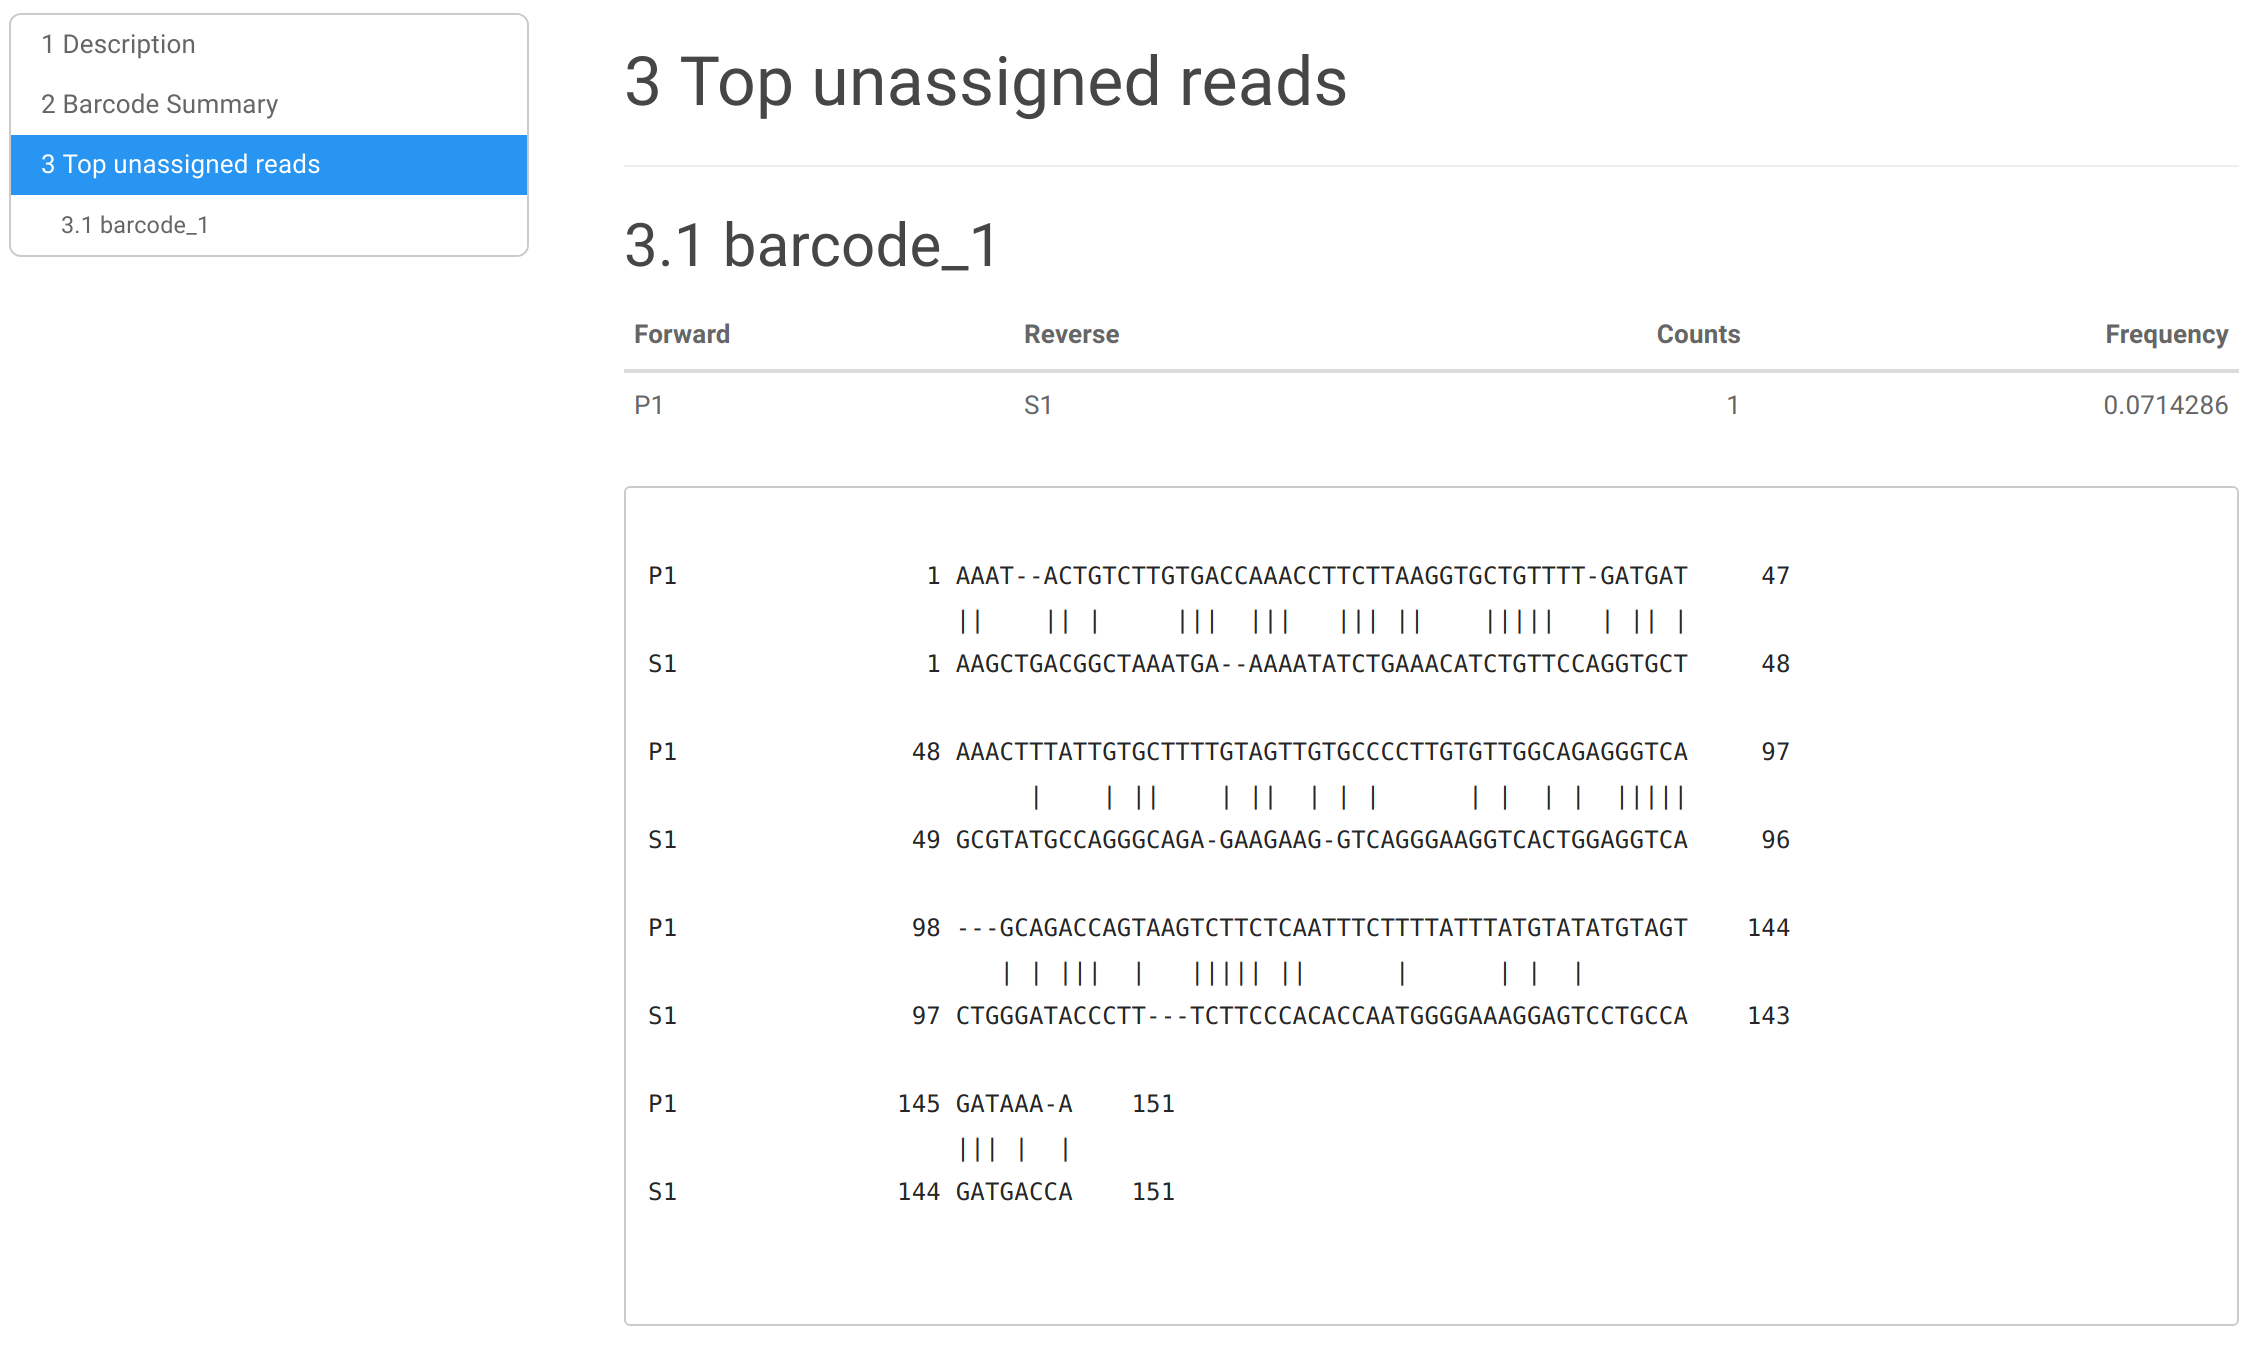 1 Description
2 Barcode Summary
3 Top unassigned reads
3.1 barcode_1
3 Top unassigned reads
3.1 barcode_1
Forward Reverse Counts Frequency
P1 S1 1 0.0714286
P1                 1 AAAT--ACTGTCTTGTGACCAAACCTTCTTAAGGTGCTGTTTT-GATGAT     47
                     ||    || |     |||  |||   ||| ||    |||||   | || |
S1                 1 AAGCTGACGGCTAAATGA--AAAATATCTGAAACATCTGTTCCAGGTGCT     48
P1                48 AAACTTTATTGTGCTTTTGTAGTTGTGCCCCTTGTGTTGGCAGAGGGTCA     97
                          |    | ||    | ||  | | |      | |  | |  |||||
S1                49 GCGTATGCCAGGGCAGA-GAAGAAG-GTCAGGGAAGGTCACTGGAGGTCA     96
P1                98 ---GCAGACCAGTAAGTCTTCTCAATTTCTTTTATTTATGTATATGTAGT    144
                        | | |||  |   ||||| ||      |      | |  |
S1                97 CTGGGATACCCTT---TCTTCCCACACCAATGGGGAAAGGAGTCCTGCCA    143
P1               145 GATAAA-A    151
                     ||| |  |
S1               144 GATGACCA    151